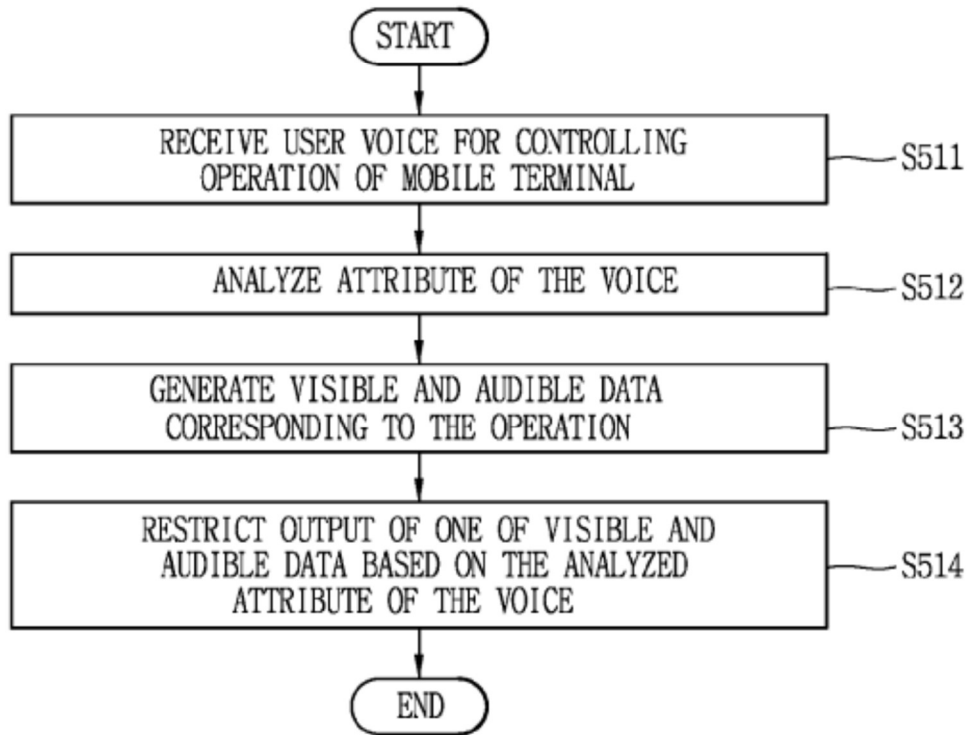 START
RECEIVE USER VOICE FOR CONTROLLING
OPERATION OF MOBILE TERMINAL
S511
ANALYZE ATTRIBUTE OF THE VOICE
S512
GENERATE VISIBLE AND AUDIBLE DATA
CORRESPONDING TO THE OPERATION
S513
RESTRICT OUTPUT OF ONE OF VISIBLE AND
AUDIBLE DATA BASED ON THE ANALYZED
ATTRIBUTE OF THE VOICE
S514
END